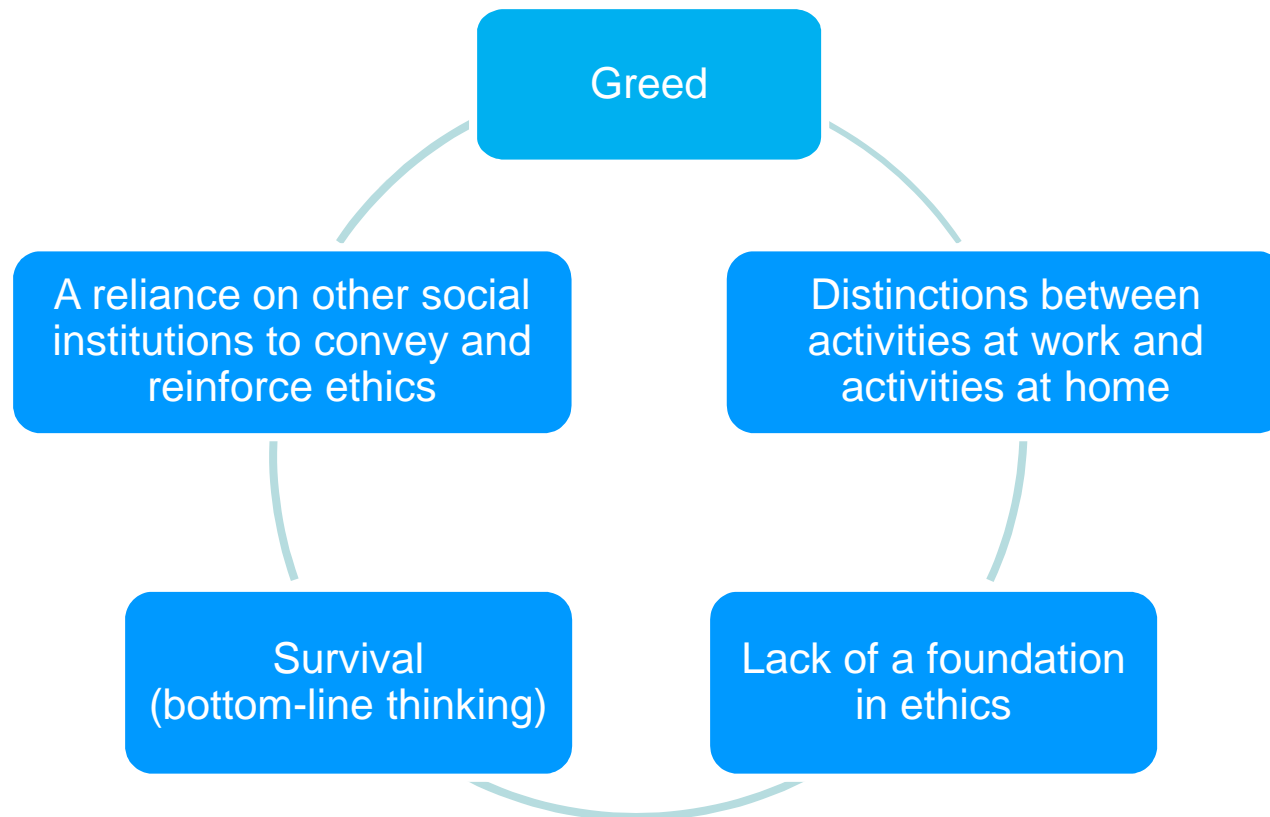 Greed
A reliance on other social
institutions to convey and
reinforce ethics
Distinctions between
activities at work and
activities at home
Survival
(bottom-line thinking)
Lack of a foundation
in ethics